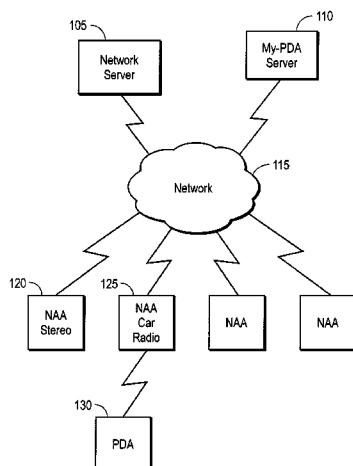 105
Network
Server
110
My-PDA
Server
115
Network
120
NAA
Stereo
125
NAA
Car
Radio
NAA
NAA
130
PDA